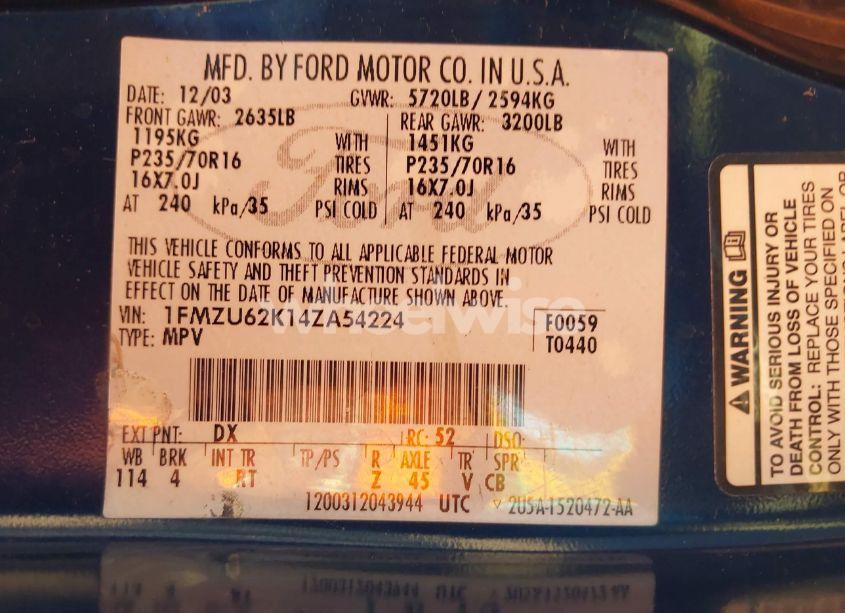 MFD. BY FORD MOTOR CO. IN U.S.A.
DATE: 12/03 GVWR: 5720LB/ 2594KG
FRONT GAWR: 2635LB REAR GAWR: 3200LB
1195KG WITH 1451KG WITH
P235/70R16 TIRES P235/70R16 TIRES
16X7.0J RIMS 16X7.0J RIMS
AT 240 kPa/35 PSI COLD AT 240 kPa/35 PSI COLD
THIS VEHICLE CONFORMS TO ALL APPLICABLE FEDERAL MOTOR
VEHICLE SAFETY AND THEFT PREVENTION STANDARDS IN
EFFECT ON THE DATE OF MANUFACTURE SHOWN ABOVE.
VIN: 1FMZU62K14ZA54224 F0059
TYPE: MPV T0440
EXT PNT: DX RC: 52 DSO:
WB BRK INT TR TP/PS R AXLE TR SPR
114 4 RT Z 45 V CB
1200312043944 UTC 2U5A-1520472-AA
Ford
wheelwise
WARNING
TO AVOID SERIOUS INJURY OR
DEATH FROM LOSS OF VEHICLE
CONTROL: REPLACE YOUR TIRES
ONLY WITH THOSE SPECIFIED ON